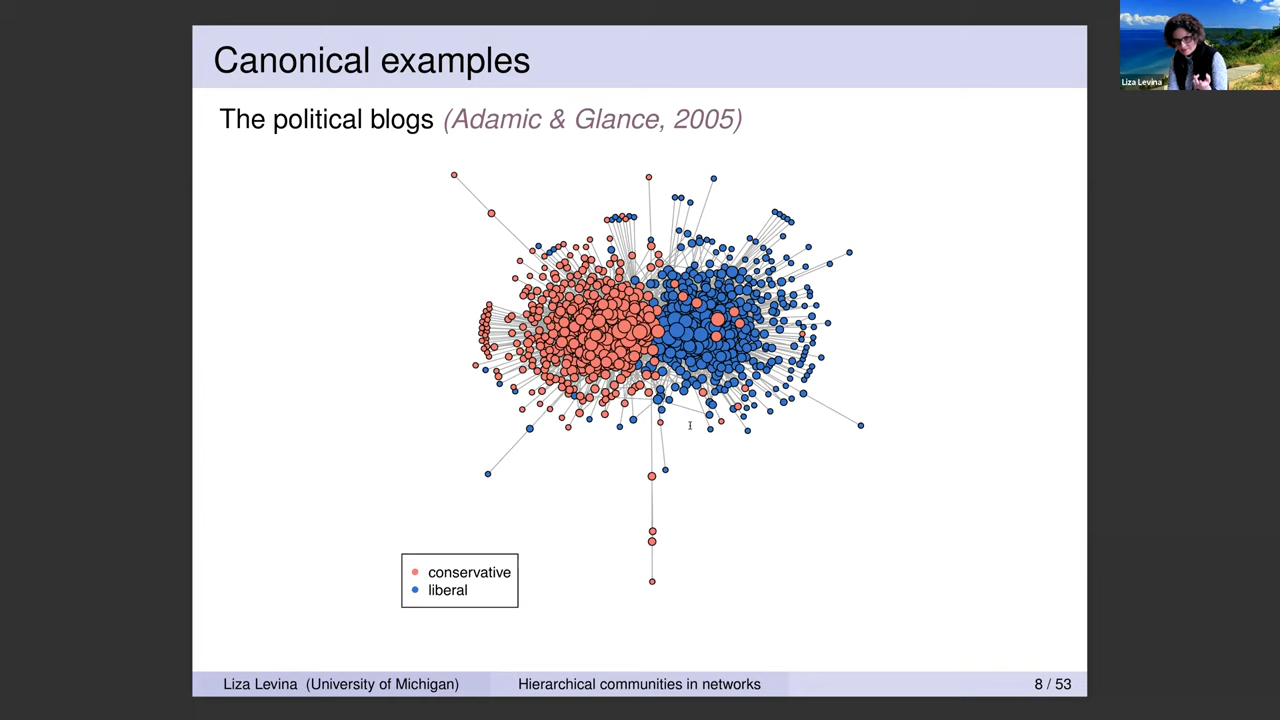 Canonical examples
Liza Levina
The political blogs (Adamic & Glance, 2005)
conservative
liberal
Liza Levina (University of Michigan) Hierarchical communities in networks 8 / 53